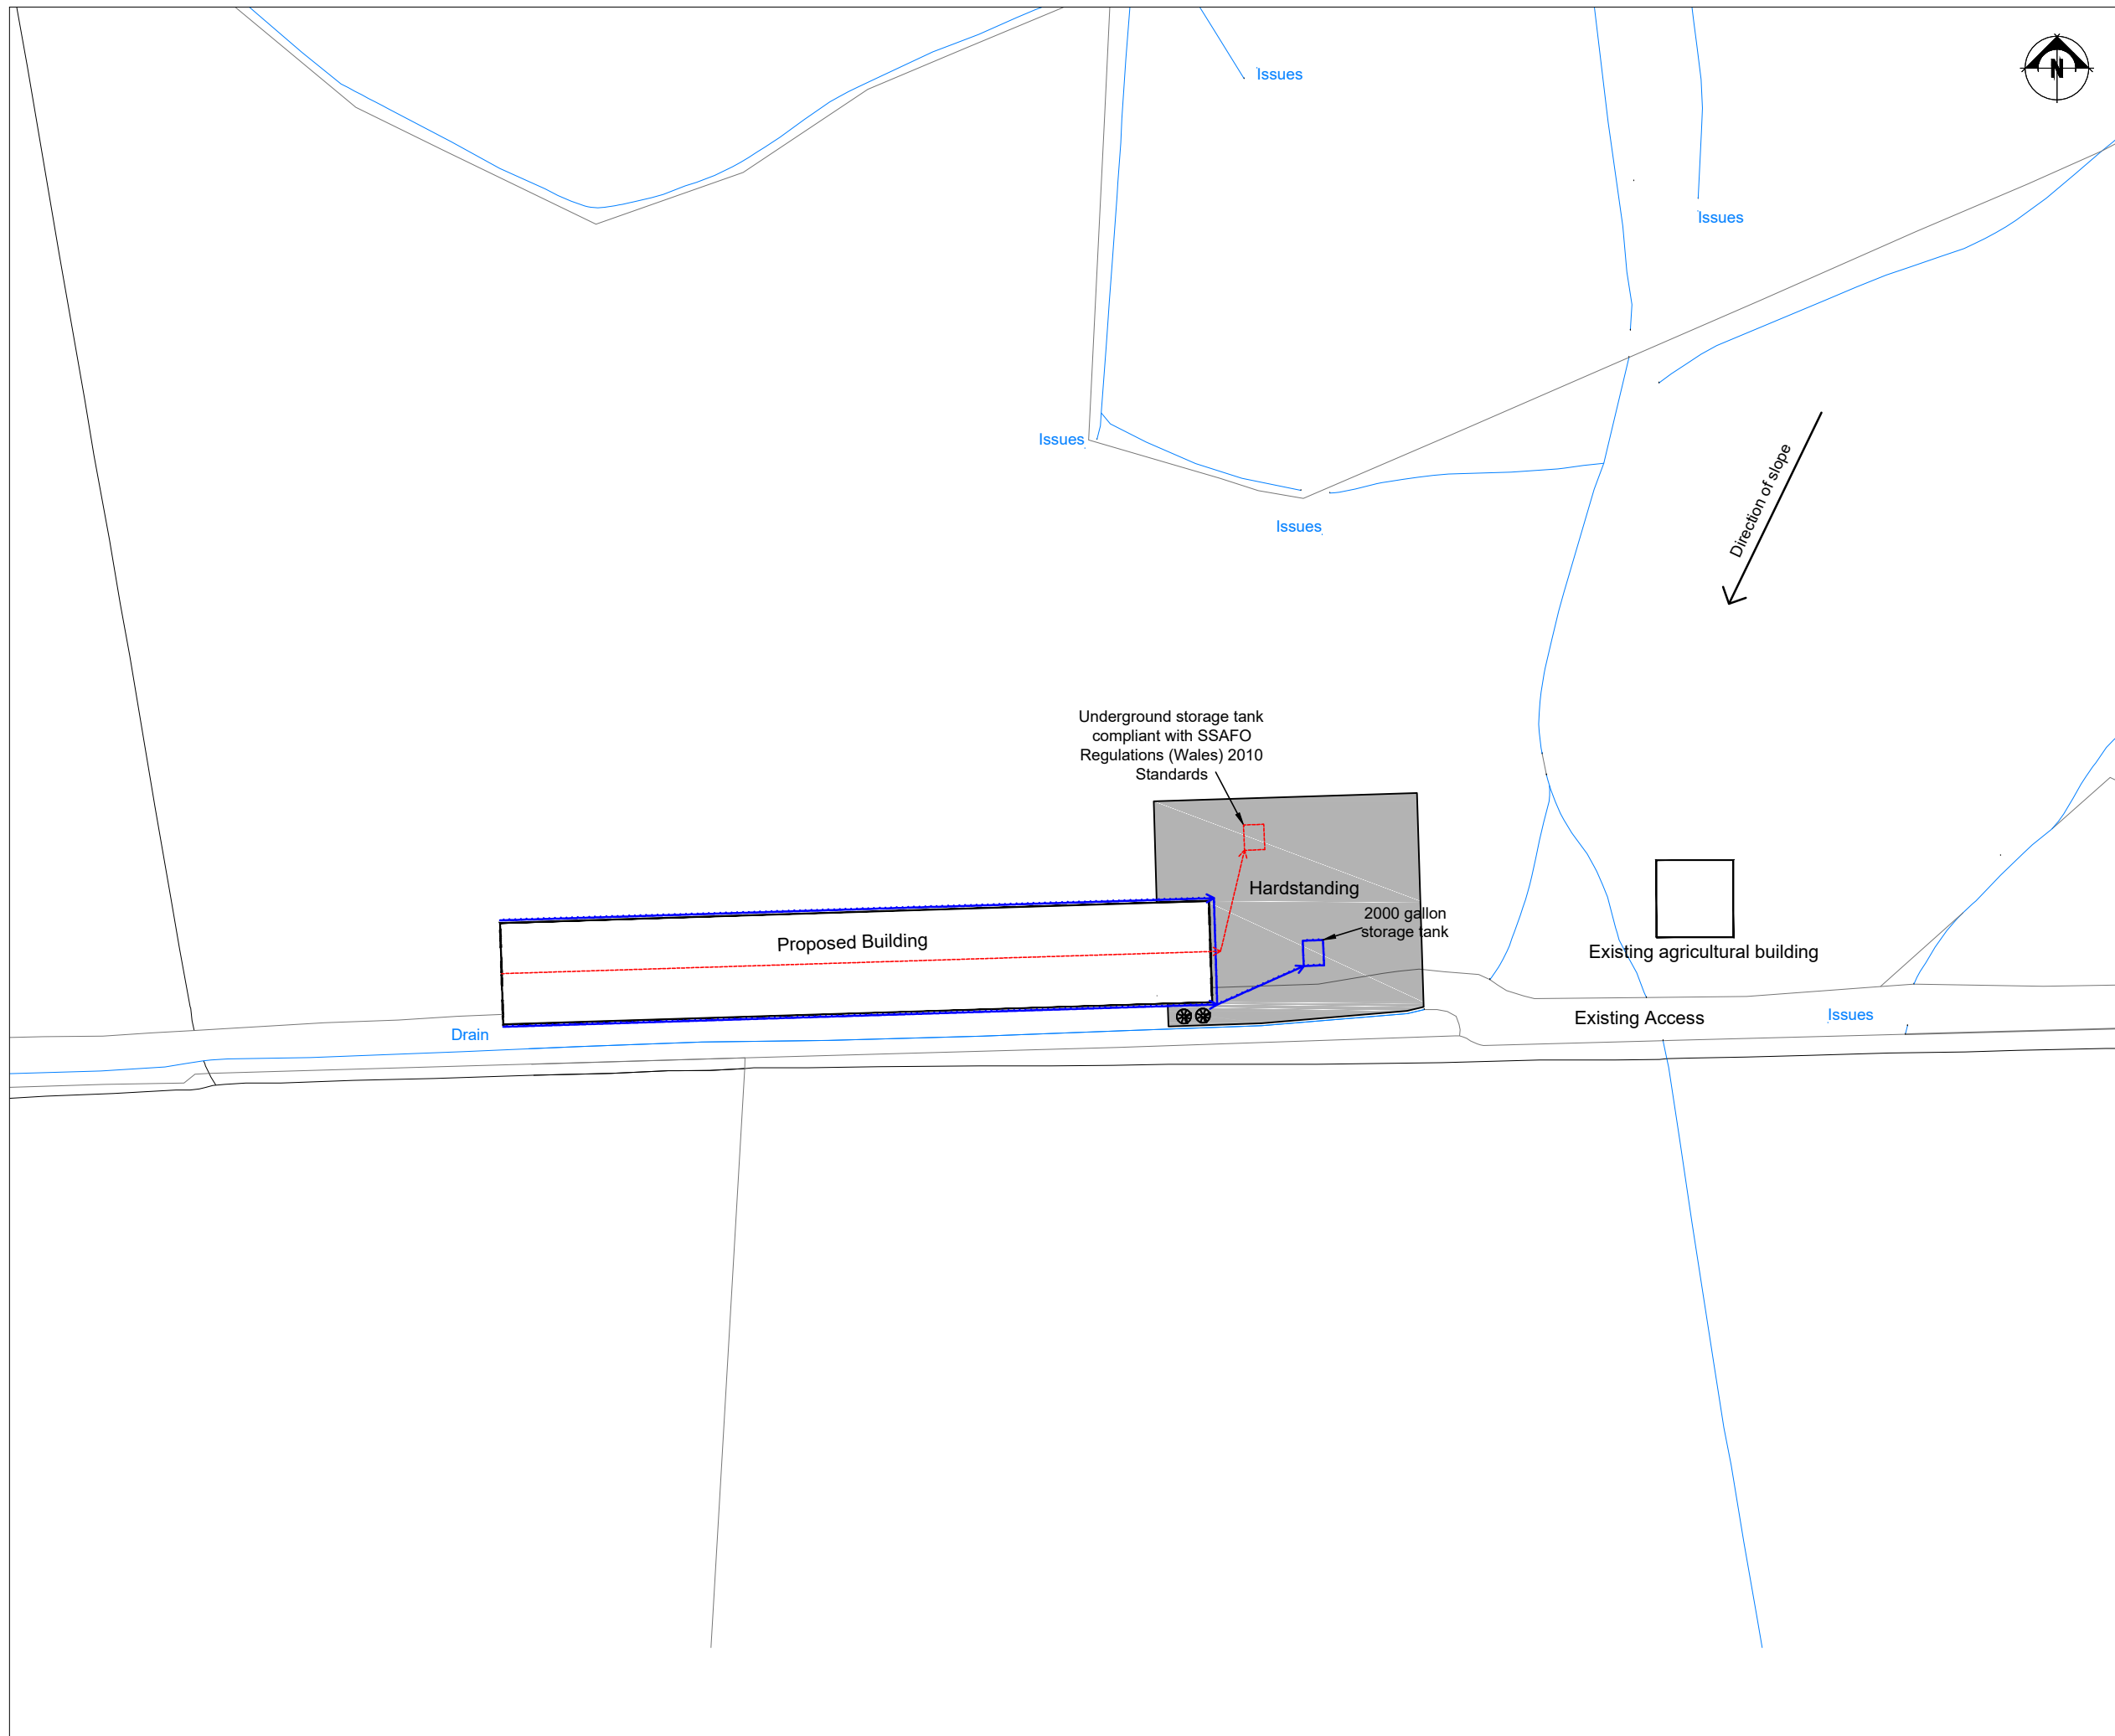 Issues
N
Issues
Issues
Issues
Direction of slope
Underground storage tank
compliant with SSAFO
Regulations (Wales) 2010
Standards
Hardstanding
2000 gallon
storage tank
Proposed Building
Existing agricultural building
Existing Access
Issues
Drain